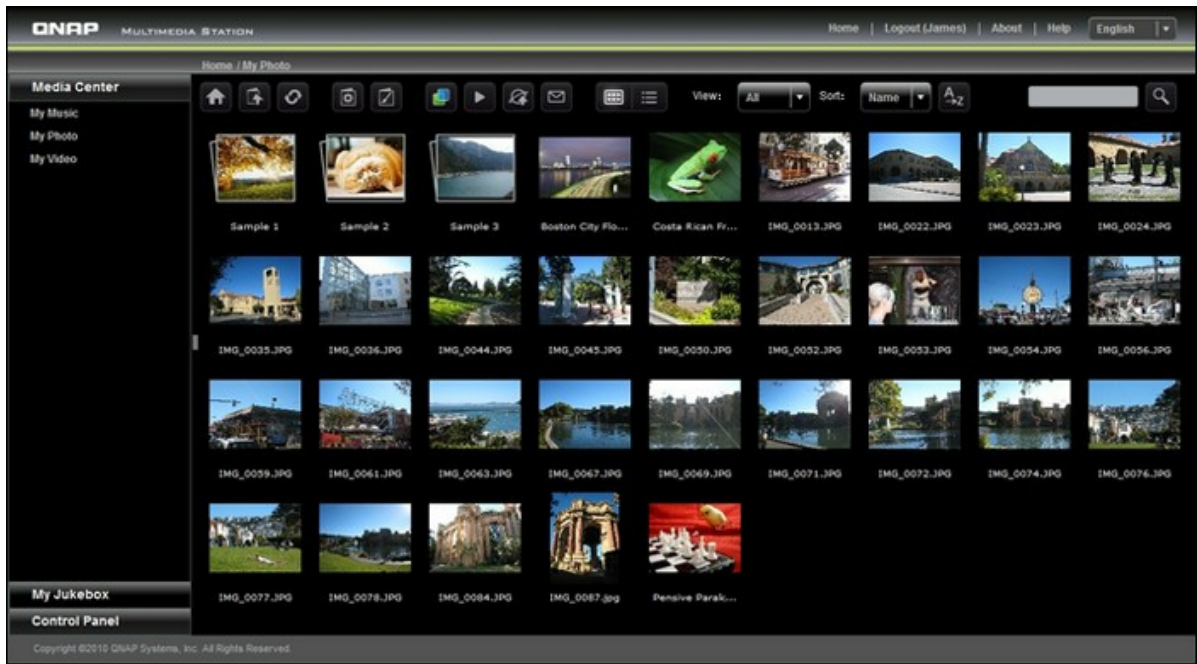 QNAP MULTIMEDIA STATION
Home | Logout (James) | About | Help English
Home / My Photo
Media Center
My Music
My Photo
My Video
View: All Sort: Name A→Z
Sample 1 Sample 2 Sample 3 Boston City Flo... Costa Rican Fr... IMG_0013.JPG IMG_0022.JPG IMG_0023.JPG IMG_0024.JPG
IMG_0035.JPG IMG_0036.JPG IMG_0044.JPG IMG_0045.JPG IMG_0050.JPG IMG_0052.JPG IMG_0053.JPG IMG_0054.JPG IMG_0056.JPG
IMG_0059.JPG IMG_0061.JPG IMG_0063.JPG IMG_0067.JPG IMG_0069.JPG IMG_0071.JPG IMG_0072.JPG IMG_0074.JPG IMG_0076.JPG
IMG_0077.JPG IMG_0078.JPG IMG_0084.JPG IMG_0087.jpg Pensive Parak...
My Jukebox
Control Panel
Copyright ©2010 QNAP Systems, Inc. All Rights Reserved.